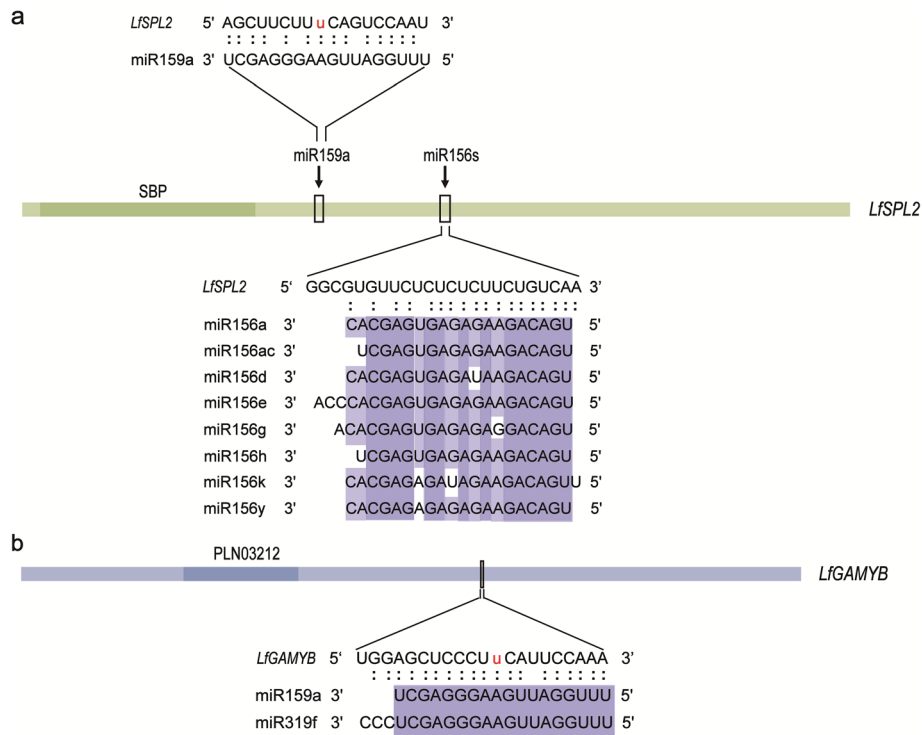 a
LfSPL2 5' AGCUUCUU u CAGUCCAAU 3'
miR159a 3' UCGAGGGAAGUUAGGUUU 5'
miR159a miR156s
SBP
LfSPL2
LfSPL2 5‘ GGCGUGUUCUCUCUCUUCUGUCAA 3’
miR156a 3' CACGAGUGAGAGAAGACAGU 5'
miR156ac 3' UCGAGUGAGAGAAGACAGU 5'
miR156d 3' CACGAGUGAGAUAAGACAGU 5'
miR156e 3' ACCCACGAGUGAGAGAAGACAGU 5'
miR156g 3' ACACGAGUGAGAGAGGACAGU 5'
miR156h 3' UCGAGUGAGAGAAGACAGU 5'
miR156k 3' CACGAGAGAUAGAAGACAGUU 5'
miR156y 3' CACGAGAGAGAGAAGACAGU 5'
b
PLN03212
LfGAMYB
LfGAMYB 5‘ UGGAGCUCCCU u CAUUCCAAA 3’
miR159a 3' UCGAGGGAAGUUAGGUUU 5'
miR319f 3' CCCUCGAGGGAAGUUAGGUUU 5'